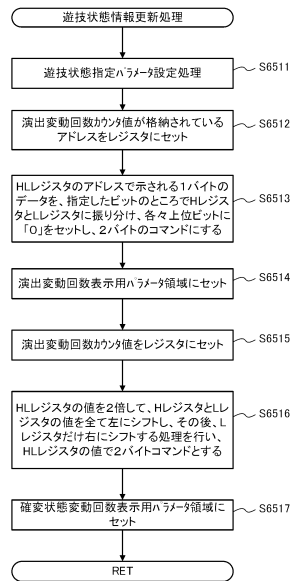 遊技状態情報更新処理
遊技状態指定ﾊﾟﾗﾒｰﾀ設定処理
S6511
演出変動回数ｶｳﾝﾀ値が格納されている
アドレスをレジスタにセット
S6512
HLレジスタのアドレスで示される1バイトの
データを、指定したビットのところでHレジス
タとLレジスタに振り分け、各々上位ビットに
「0」をセットし、2バイトのコマンドにする
S6513
演出変動回数表示用ﾊﾟﾗﾒｰﾀ領域にセット
S6514
演出変動回数ｶｳﾝﾀ値をレジスタにセット
S6515
HLレジスタの値を2倍して、HレジスタとLレ
ジスタの値を全て左にシフトし、その後、L
レジスタだけ右にシフトする処理を行い、
HLレジスタの値で2バイトコマンドとする
S6516
確変状態変動回数表示用ﾊﾟﾗﾒｰﾀ領域に
セット
S6517
RET